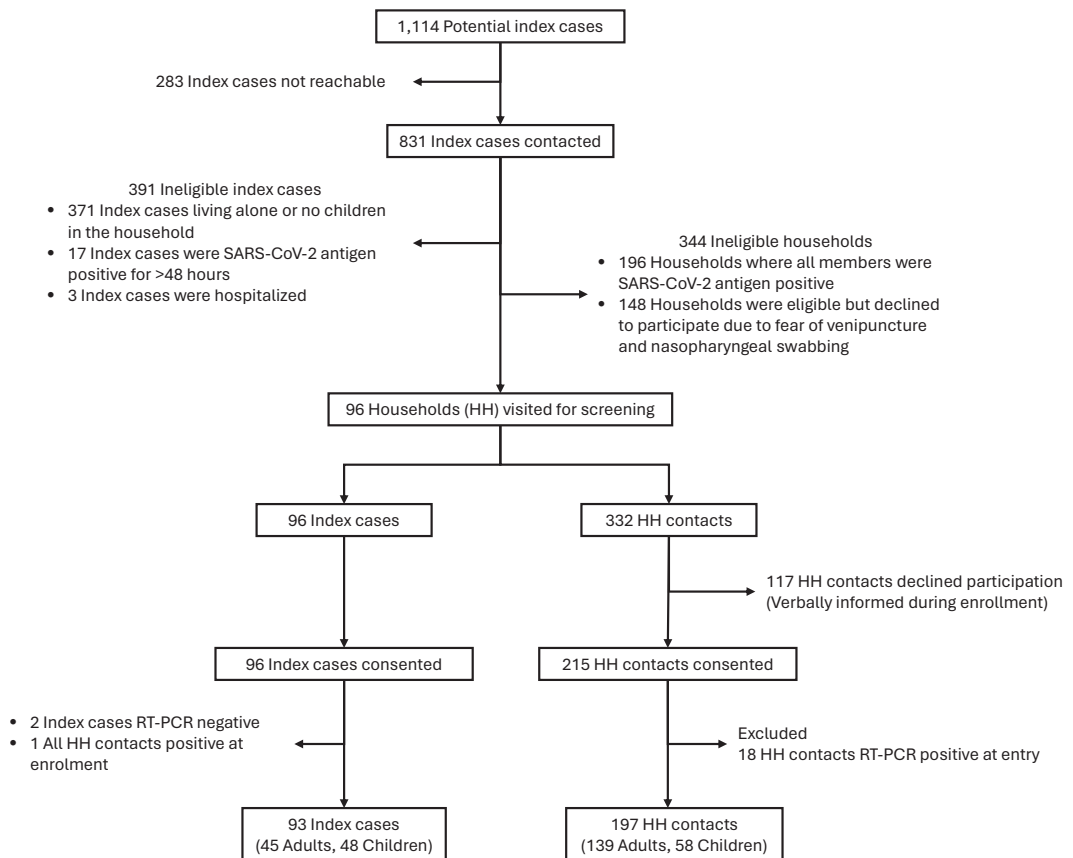 1,114 Potential index cases
283 Index cases not reachable
831 Index cases contacted
391 Ineligible index cases
• 371 Index cases living alone or no children
in the household
• 17 Index cases were SARS-CoV-2 antigen
positive for >48 hours
• 3 Index cases were hospitalized
344 Ineligible households
• 196 Households where all members were
SARS-CoV-2 antigen positive
• 148 Households were eligible but declined
to participate due to fear of venipuncture
and nasopharyngeal swabbing
96 Households (HH) visited for screening
96 Index cases
332 HH contacts
117 HH contacts declined participation
(Verbally informed during enrollment)
96 Index cases consented
215 HH contacts consented
• 2 Index cases RT-PCR negative
• 1 All HH contacts positive at
enrolment
Excluded
18 HH contacts RT-PCR positive at entry
93 Index cases
(45 Adults, 48 Children)
197 HH contacts
(139 Adults, 58 Children)